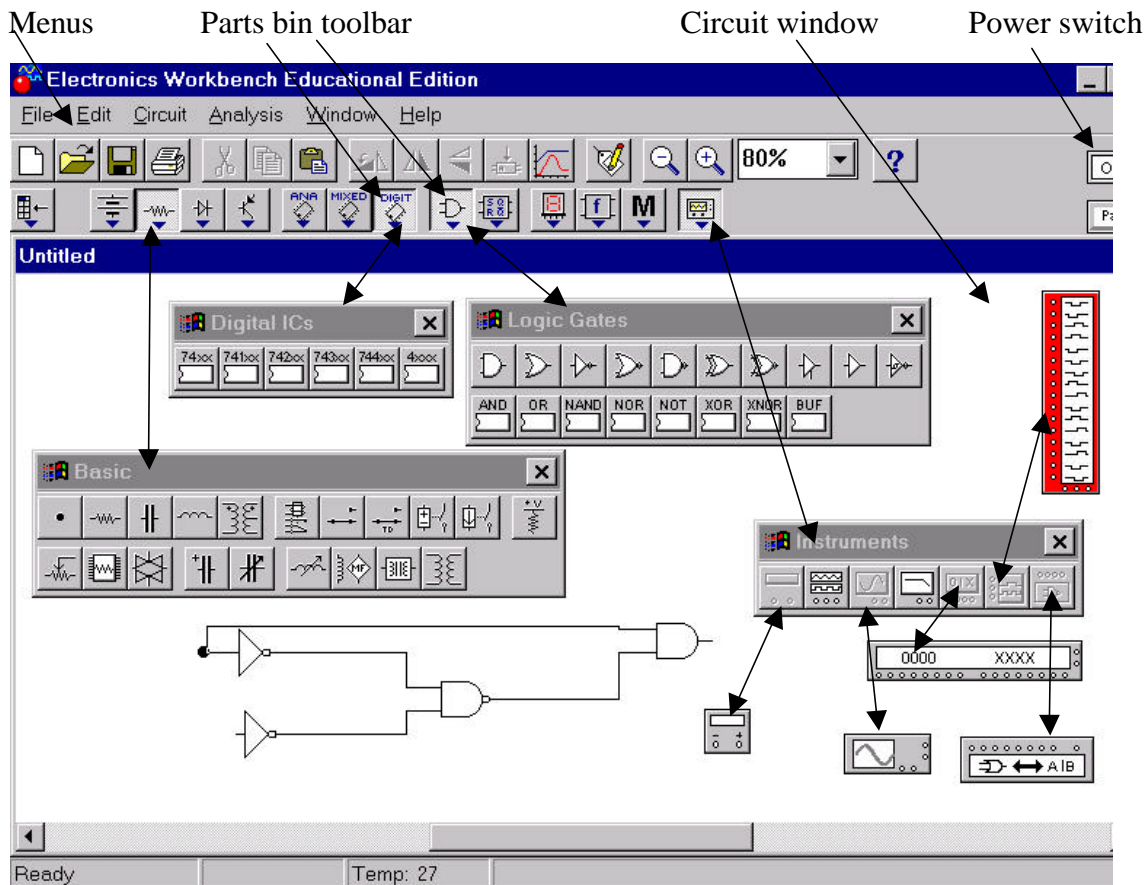 Menus Parts bin toolbar Circuit window Power switch
Electronics Workbench Educational Edition
File Edit Circuit Analysis Window Help
80% ?
ANA MIXED DIGIT S Q R Q f M
Untitled
Digital ICs
74xx 741xx 742xx 743xx 744xx 4xxx
Logic Gates
AND OR NAND NOR NOT XOR XNOR BUF
Basic
TD +V
MF
Instruments
0000 XXXX
A|B
Ready Temp: 27